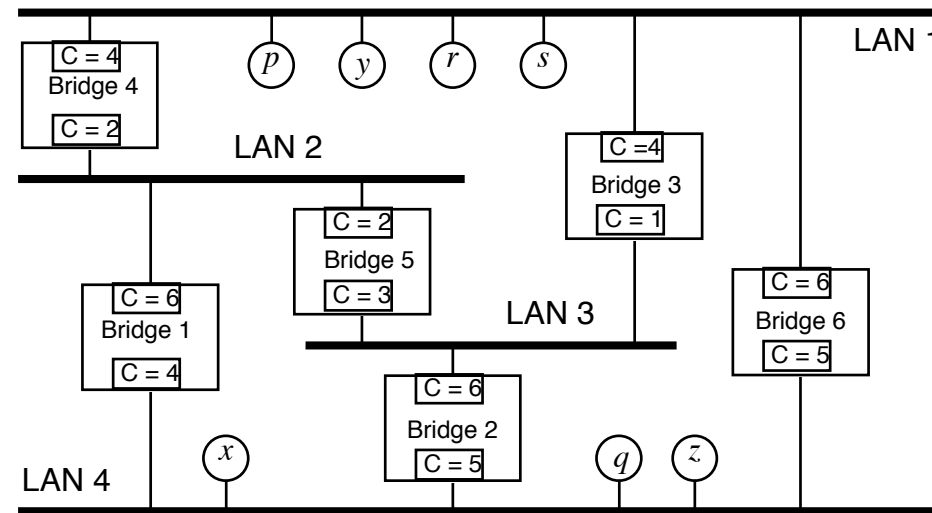 LAN 1
C = 4
Bridge 4
C = 2
p
y
r
s
LAN 2
C =4
Bridge 3
C = 1
C = 2
Bridge 5
C = 3
C = 6
Bridge 1
C = 4
LAN 3
C = 6
Bridge 6
C = 5
C = 6
Bridge 2
C = 5
x
q
z
LAN 4